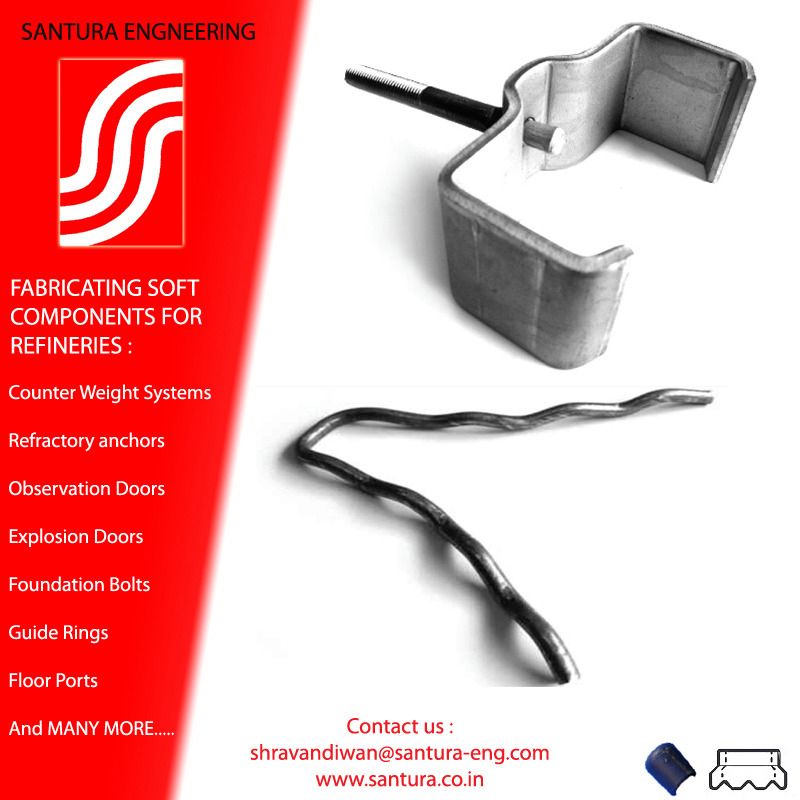 SANTURA ENGNEERING
FABRICATING SOFT
COMPONENTS FOR
REFINERIES :
Counter Weight Systems
Refractory anchors
Observation Doors
Explosion Doors
Foundation Bolts
Guide Rings
Floor Ports
And MANY MORE.....
Contact us :
shravandiwan@santura-eng.com
www.santura.co.in